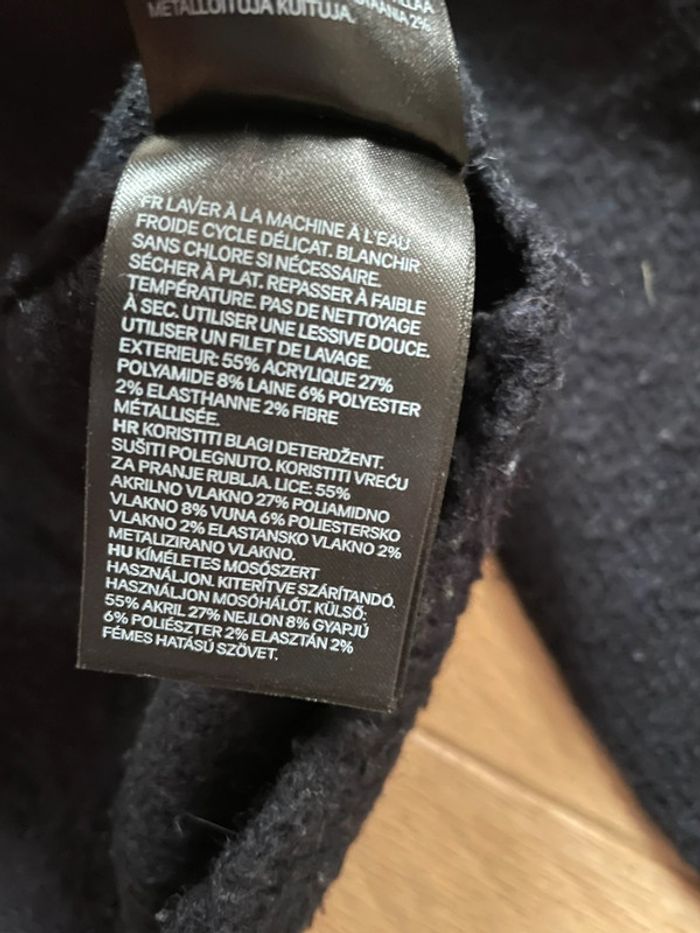 METALLOITUJA KUITUJA.
2%
FR LAVER À LA MACHINE À L'EAU
FROIDE CYCLE DÉLICAT. BLANCHIR
SANS CHLORE SI NÉCESSAIRE.
SÉCHER À PLAT. REPASSER À FAIBLE
TEMPÉRATURE. PAS DE NETTOYAGE
À SEC. UTILISER UNE LESSIVE DOUCE.
UTILISER UN FILET DE LAVAGE.
EXTERIEUR: 55% ACRYLIQUE 27%
POLYAMIDE 8% LAINE 6% POLYESTER
2% ELASTHANNE 2% FIBRE
MÉTALLISÉE.
HR KORISTITI BLAGI DETERDŽENT.
SUŠITI POLEGNUTO. KORISTITI VREĆU
ZA PRANJE RUBLJA. LICE: 55%
AKRILNO VLAKNO 27% POLIAMIDNO
VLAKNO 8% VUNA 6% POLIESTERSKO
VLAKNO 2% ELASTANSKO VLAKNO 2%
METALIZIRANO VLAKNO.
HU KÍMÉLETES MOSÓSZERT
HASZNÁLJON. KITERÍTVE SZÁRÍTANDÓ.
HASZNÁLJON MOSÓHÁLÓT. KÜLSŐ:
55% AKRIL 27% NEJLON 8% GYAPJÚ
6% POLIÉSZTER 2% ELASZTÁN 2%
FÉMES HATÁSÚ SZÖVET.